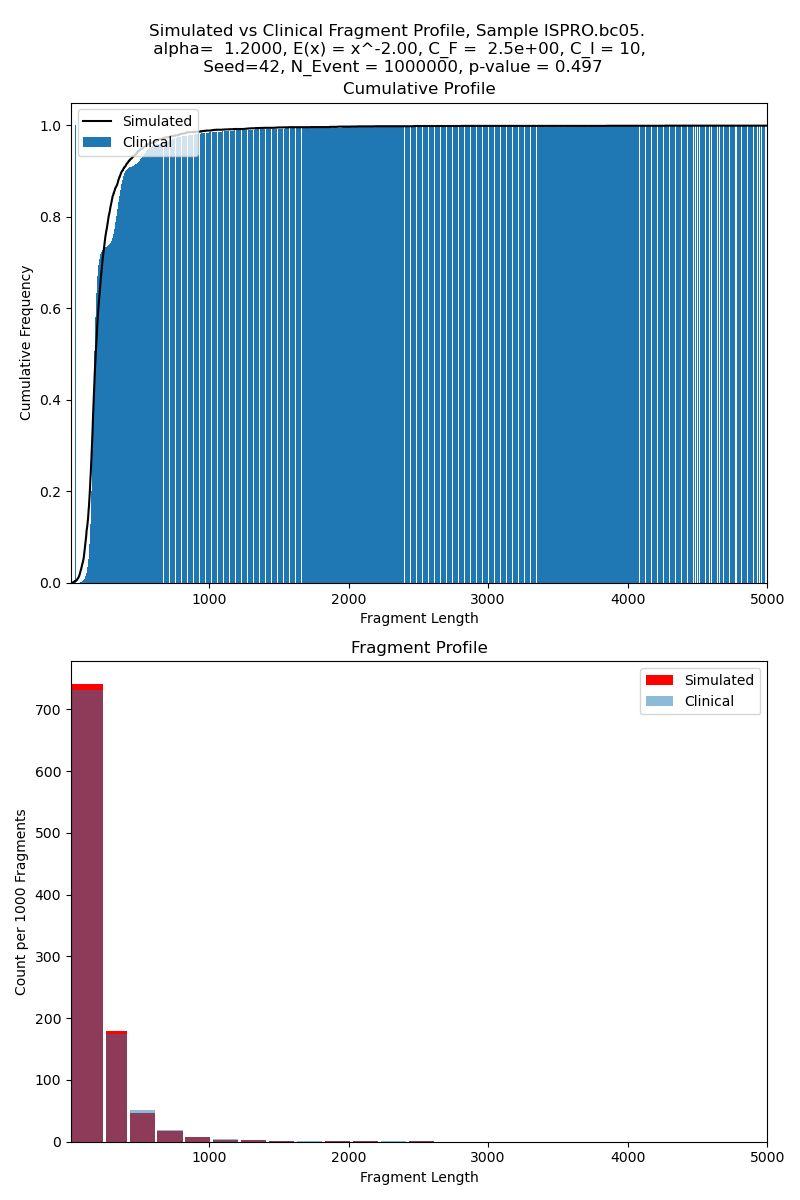 Simulated vs Clinical Fragment Profile, Sample ISPRO.bc05.
alpha=  1.2000, E(x) = x^-2.00, C_F =  2.5e+00, C_I = 10,
Seed=42, N_Event = 1000000, p-value = 0.497
Cumulative Profile
Simulated
Clinical
Cumulative Frequency
1.0
0.8
0.6
0.4
0.2
0.0
1000
2000
3000
4000
5000
Fragment Length
Fragment Profile
Simulated
Clinical
Count per 1000 Fragments
700
600
500
400
300
200
100
0
1000
2000
3000
4000
5000
Fragment Length